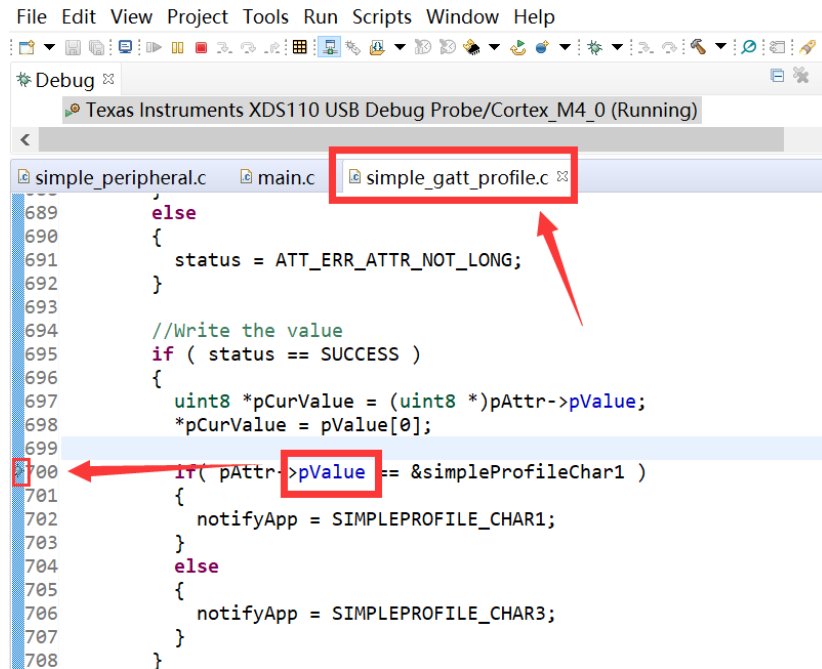 File Edit View Project Tools Run Scripts Window Help
Debug
Texas Instruments XDS110 USB Debug Probe/Cortex_M4_0 (Running)
simple_peripheral.c main.c simple_gatt_profile.c
689 else
690 {
691 status = ATT_ERR_ATTR_NOT_LONG;
692 }
693
694 //Write the value
695 if ( status == SUCCESS )
696 {
697 uint8 *pCurValue = (uint8 *)pAttr->pValue;
698 *pCurValue = pValue[0];
699
700 if( pAttr->pValue == &simpleProfileChar1 )
701 {
702 notifyApp = SIMPLEPROFILE_CHAR1;
703 }
704 else
705 {
706 notifyApp = SIMPLEPROFILE_CHAR3;
707 }
708 }